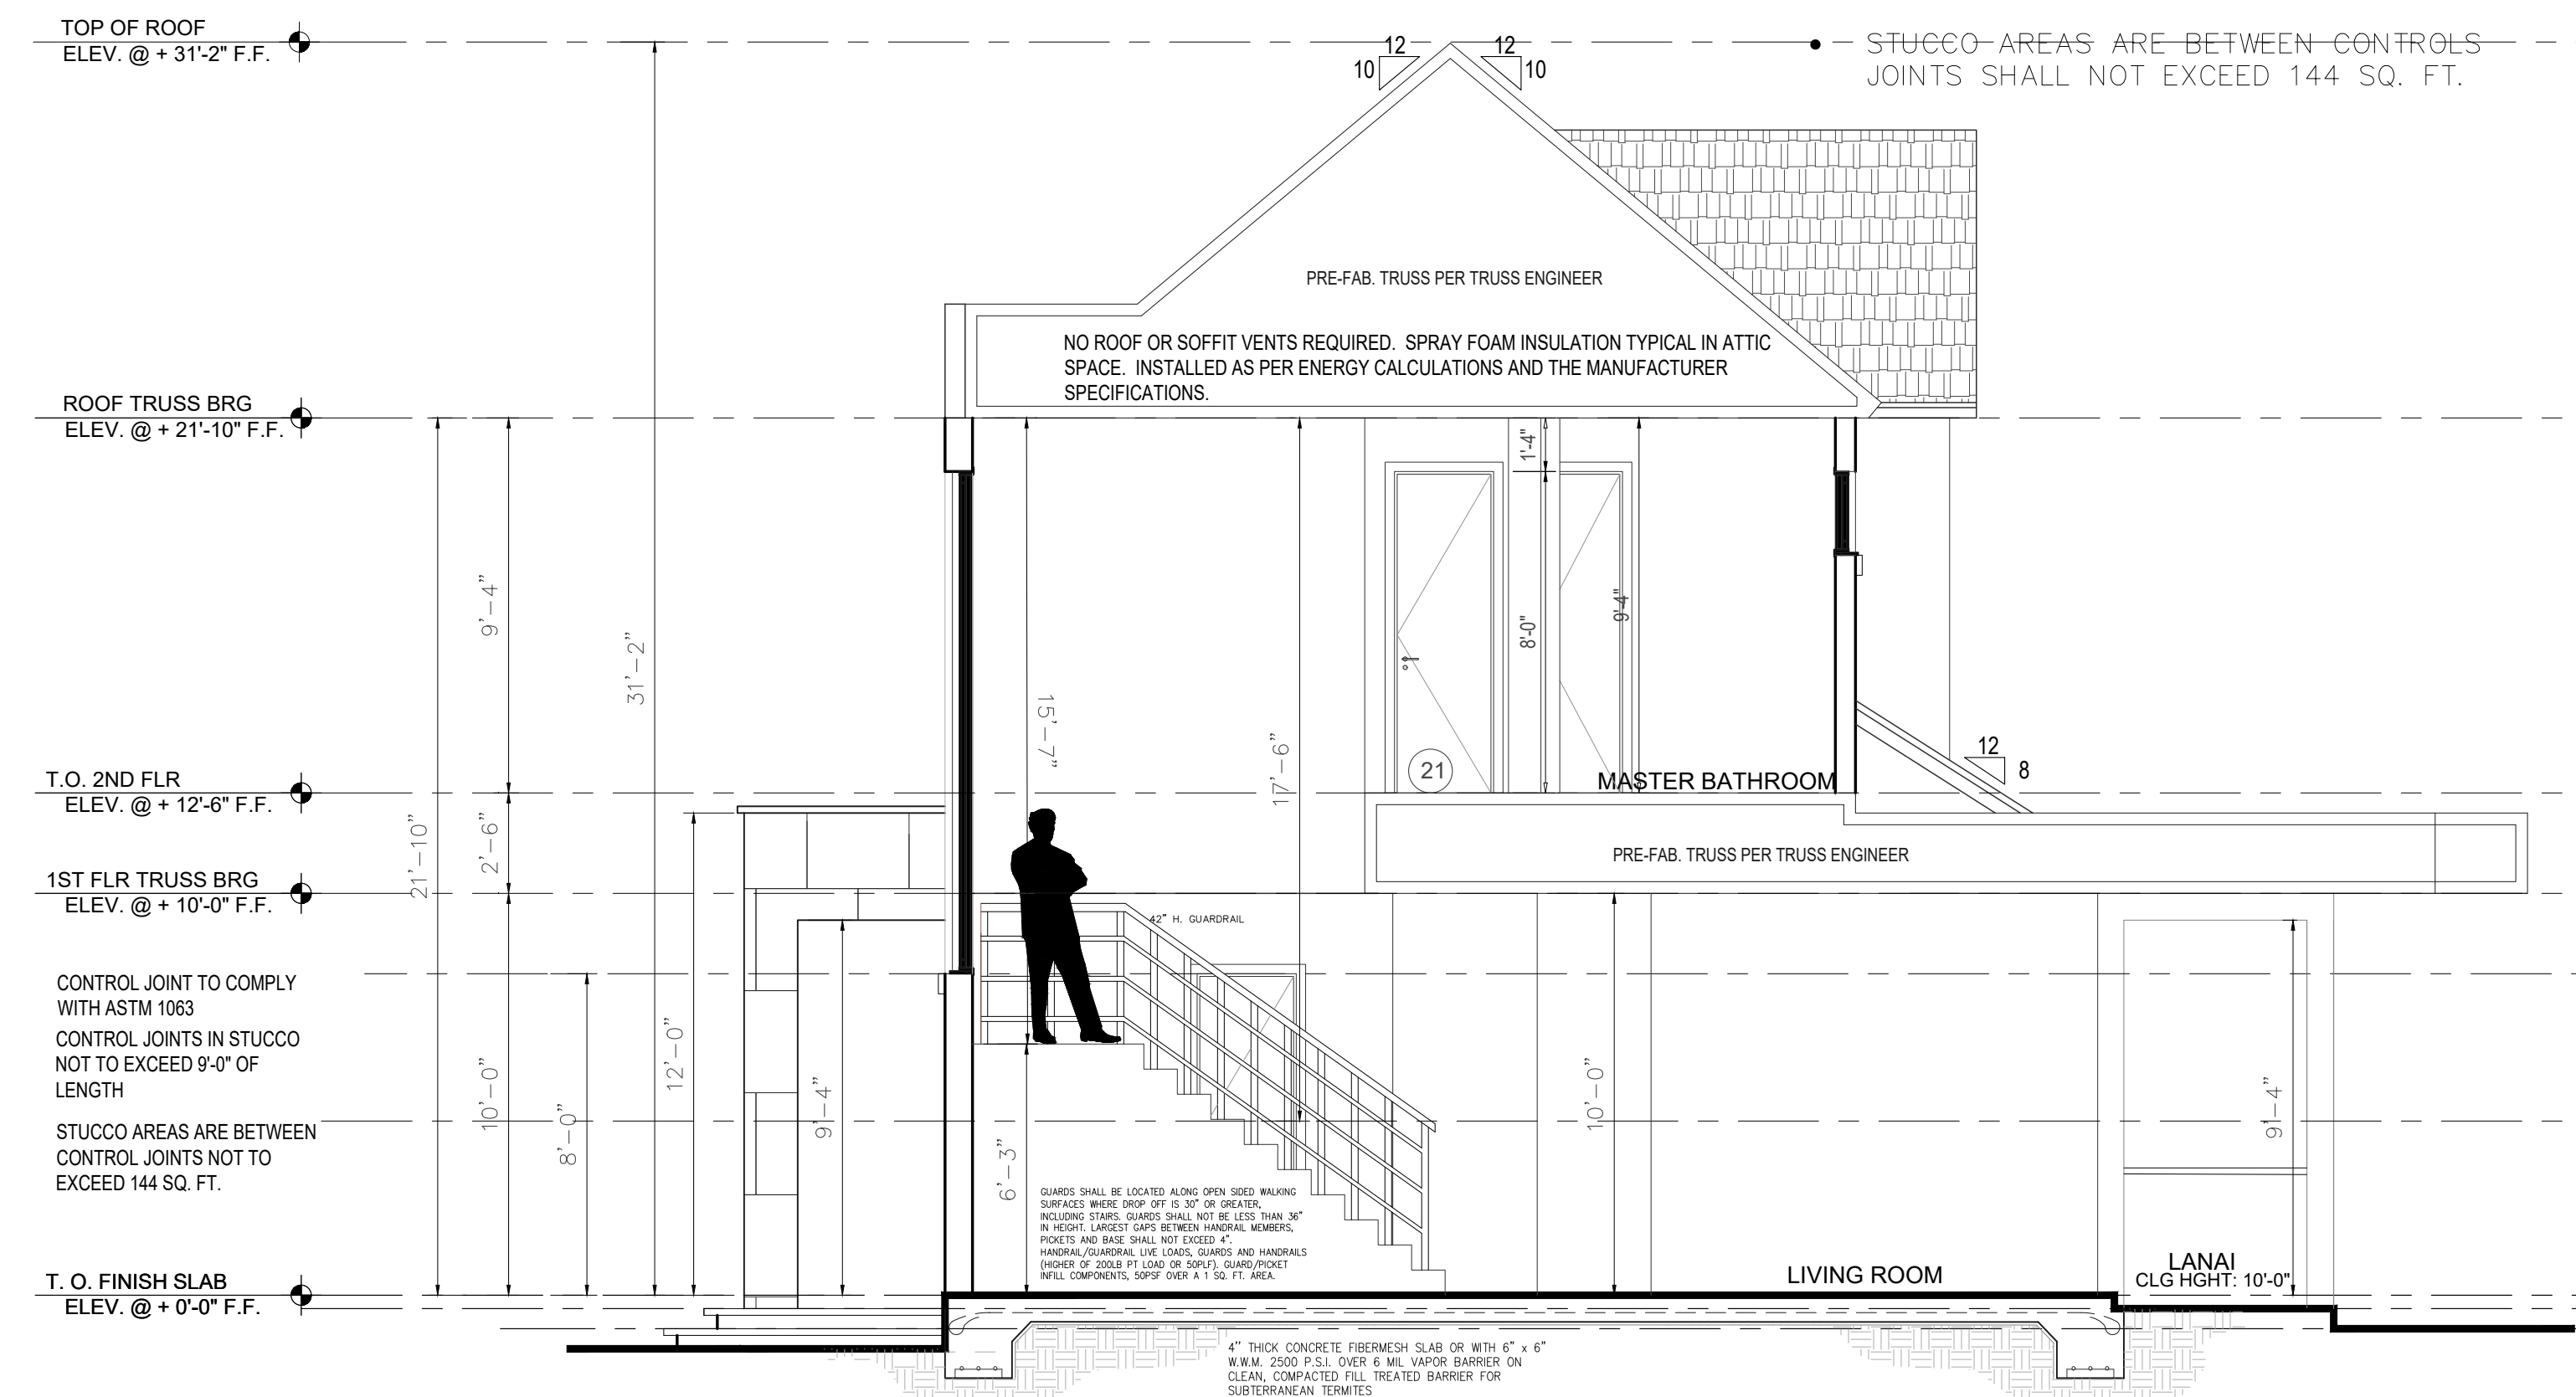 TOP OF ROOF
ELEV. @ + 31'-2" F.F.
12
12
10
10
STUCCO AREAS ARE BETWEEN CONTROLS
JOINTS SHALL NOT EXCEED 144 SQ. FT.
PRE-FAB. TRUSS PER TRUSS ENGINEER
NO ROOF OR SOFFIT VENTS REQUIRED. SPRAY FOAM INSULATION TYPICAL IN ATTIC
SPACE. INSTALLED AS PER ENERGY CALCULATIONS AND THE MANUFACTURER
SPECIFICATIONS.
ROOF TRUSS BRG
ELEV. @ + 21'-10" F.F.
1'-4"
9'-4"
31'-2"
15'-7"
17'-6"
8'-0"
9'-4"
21
MASTER BATHROOM
12
8
T.O. 2ND FLR
ELEV. @ + 12'-6" F.F.
21'-10"
2'-6"
PRE-FAB. TRUSS PER TRUSS ENGINEER
1ST FLR TRUSS BRG
ELEV. @ + 10'-0" F.F.
42" H. GUARDRAIL
CONTROL JOINT TO COMPLY
WITH ASTM 1063
CONTROL JOINTS IN STUCCO
NOT TO EXCEED 9'-0" OF
LENGTH
STUCCO AREAS ARE BETWEEN
CONTROL JOINTS NOT TO
EXCEED 144 SQ. FT.
10'-0"
8'-0"
12'-0"
9'-4"
6'-3"
10'-0"
9'-4"
GUARDS SHALL BE LOCATED ALONG OPEN SIDED WALKING
SURFACES WHERE DROP OFF IS 30" OR GREATER,
INCLUDING STAIRS. GUARDS SHALL NOT BE LESS THAN 36"
IN HEIGHT. LARGEST GAPS BETWEEN HANDRAIL MEMBERS,
PICKETS AND BASE SHALL NOT EXCEED 4".
HANDRAIL/GUARDRAIL LIVE LOADS, GUARDS AND HANDRAILS
(HIGHER OF 200LB PT LOAD OR 50PLF). GUARD/PICKET
INFILL COMPONENTS, 50PSF OVER A 1 SQ. FT. AREA.
LIVING ROOM
LANAI
CLG HGHT: 10'-0"
T. O. FINISH SLAB
ELEV. @ + 0'-0" F.F.
4" THICK CONCRETE FIBERMESH SLAB OR WITH 6" x 6"
W.W.M. 2500 P.S.I. OVER 6 MIL VAPOR BARRIER ON
CLEAN, COMPACTED FILL TREATED BARRIER FOR
SUBTERRANEAN TERMITES